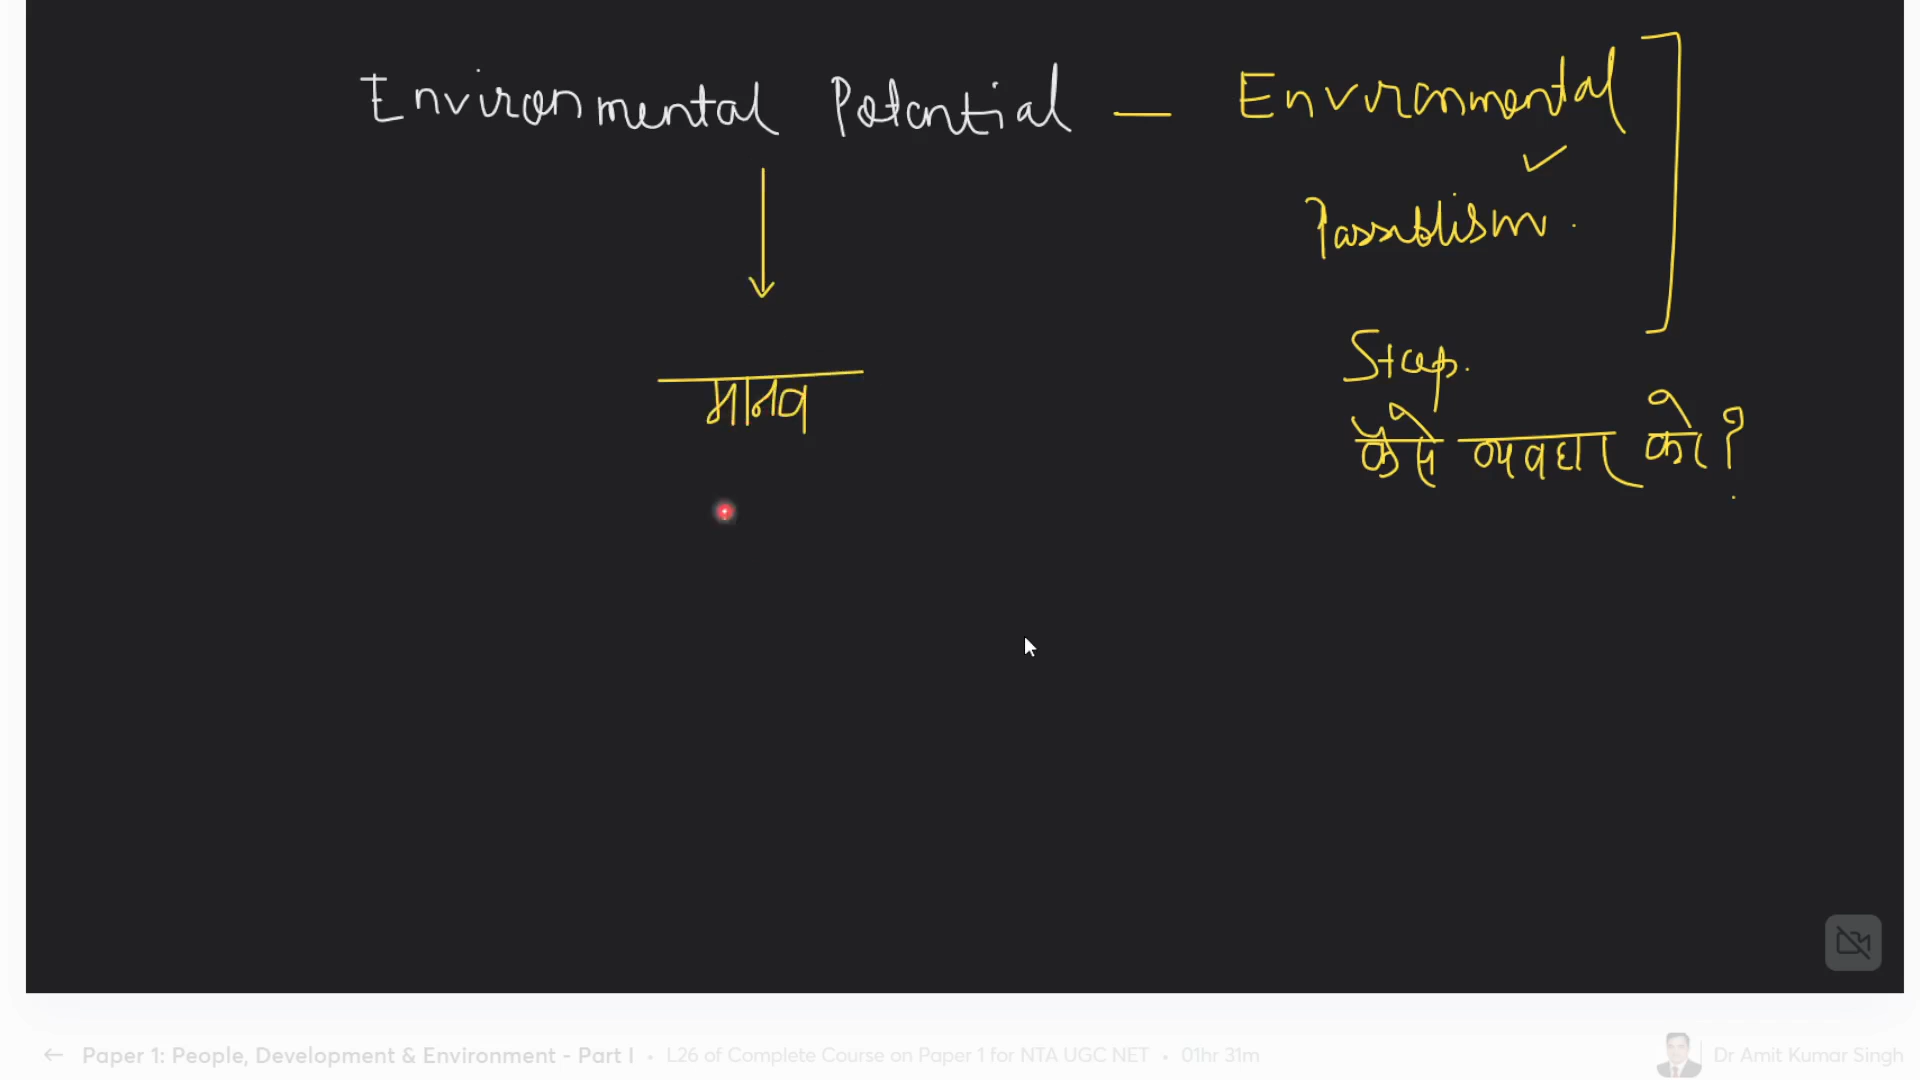 Environmental Potential — Environmental
Possiblism.
मानव
Step.
कैसे व्यवहार करे?
← Paper 1: People, Development & Environment - Part I • L26 of Complete Course on Paper 1 for NTA UGC NET • 01hr 31m
Dr Amit Kumar Singh